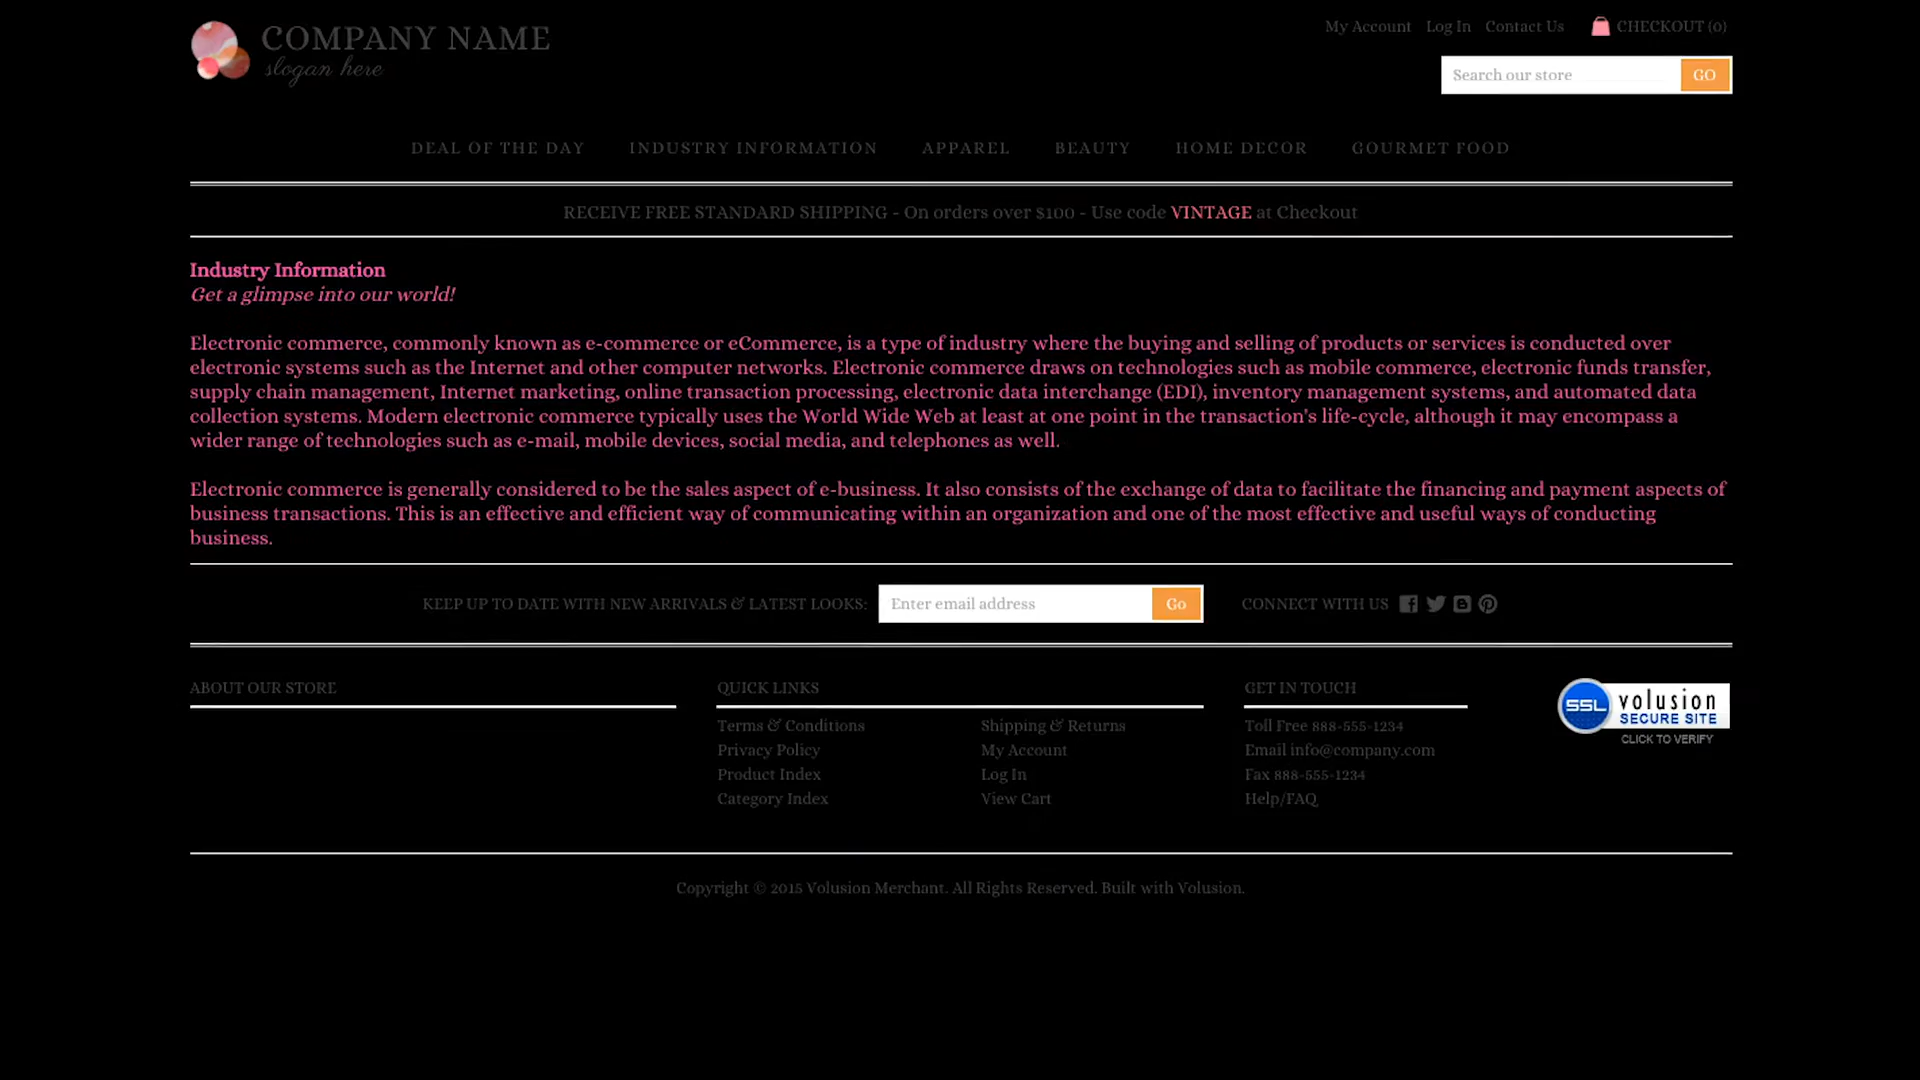 COMPANY NAME
slogan here
My Account Log In Contact Us CHECKOUT (0)
Search our store GO
DEAL OF THE DAY INDUSTRY INFORMATION APPAREL BEAUTY HOME DECOR GOURMET FOOD
RECEIVE FREE STANDARD SHIPPING - On orders over $100 - Use code VINTAGE at Checkout
Industry Information
Get a glimpse into our world!
Electronic commerce, commonly known as e-commerce or eCommerce, is a type of industry where the buying and selling of products or services is conducted over
electronic systems such as the Internet and other computer networks. Electronic commerce draws on technologies such as mobile commerce, electronic funds transfer,
supply chain management, Internet marketing, online transaction processing, electronic data interchange (EDI), inventory management systems, and automated data
collection systems. Modern electronic commerce typically uses the World Wide Web at least at one point in the transaction's life-cycle, although it may encompass a
wider range of technologies such as e-mail, mobile devices, social media, and telephones as well.
Electronic commerce is generally considered to be the sales aspect of e-business. It also consists of the exchange of data to facilitate the financing and payment aspects of
business transactions. This is an effective and efficient way of communicating within an organization and one of the most effective and useful ways of conducting
business.
KEEP UP TO DATE WITH NEW ARRIVALS & LATEST LOOKS: Enter email address Go CONNECT WITH US
ABOUT OUR STORE
QUICK LINKS
Terms & Conditions
Privacy Policy
Product Index
Category Index
Shipping & Returns
My Account
Log In
View Cart
GET IN TOUCH
Toll Free 888-555-1234
Email info@company.com
Fax 888-555-1234
Help/FAQ
SSL volusion
SECURE SITE
CLICK TO VERIFY
Copyright © 2015 Volusion Merchant. All Rights Reserved. Built with Volusion.